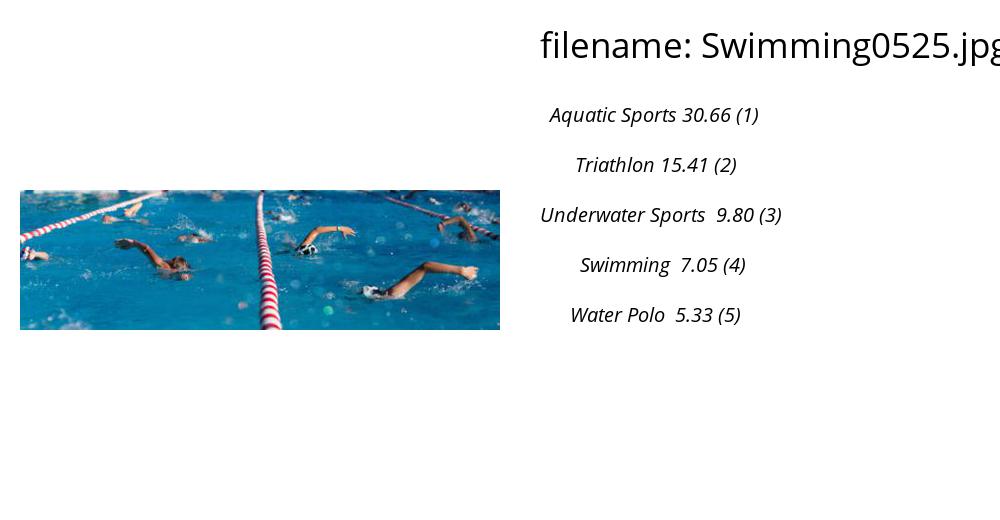 filename: Swimming0525.jpg
Aquatic Sports 30.66 (1)
Triathlon 15.41 (2)
Underwater Sports 9.80 (3)
Swimming 7.05 (4)
Water Polo 5.33 (5)